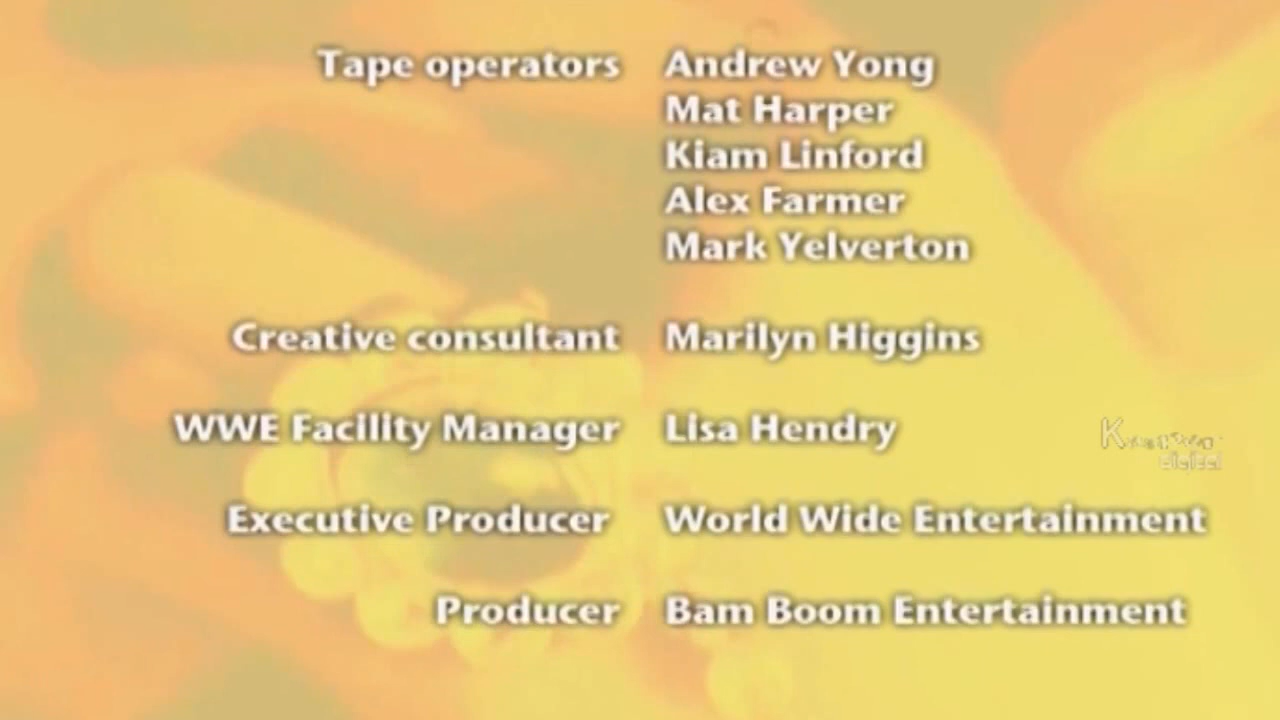 Tape operators Andrew Yong
Mat Harper
Kiam Linford
Alex Farmer
Mark Yelverton
Creative consultant Marilyn Higgins
WWE Facility Manager Lisa Hendry
Executive Producer World Wide Entertainment
Producer Bam Boom Entertainment
digital